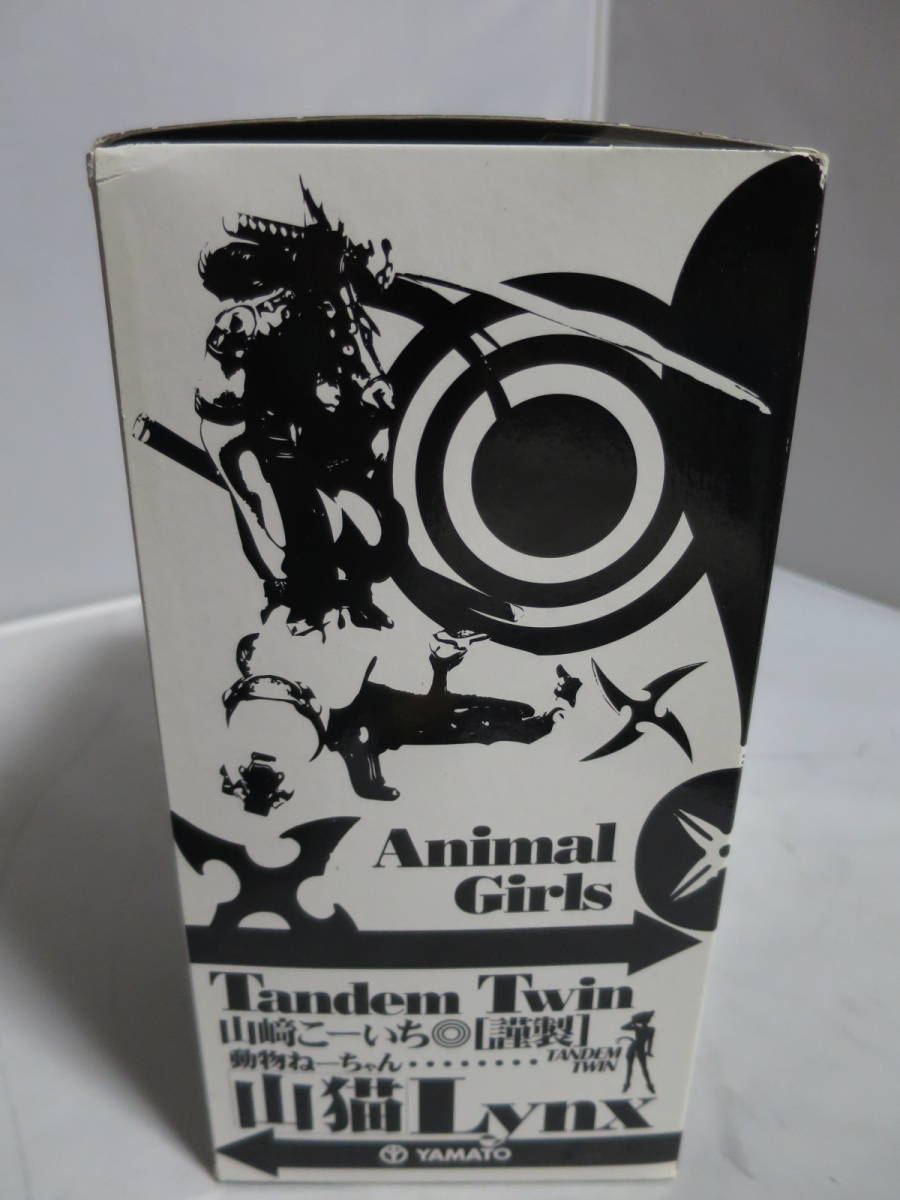 Animal
Girls
Tandem Twin
山崎こーいち◎[謹製]
動物ねーちゃん・・・・・・・・・
TANDEM
TWIN
山猫Lynx
YAMATO